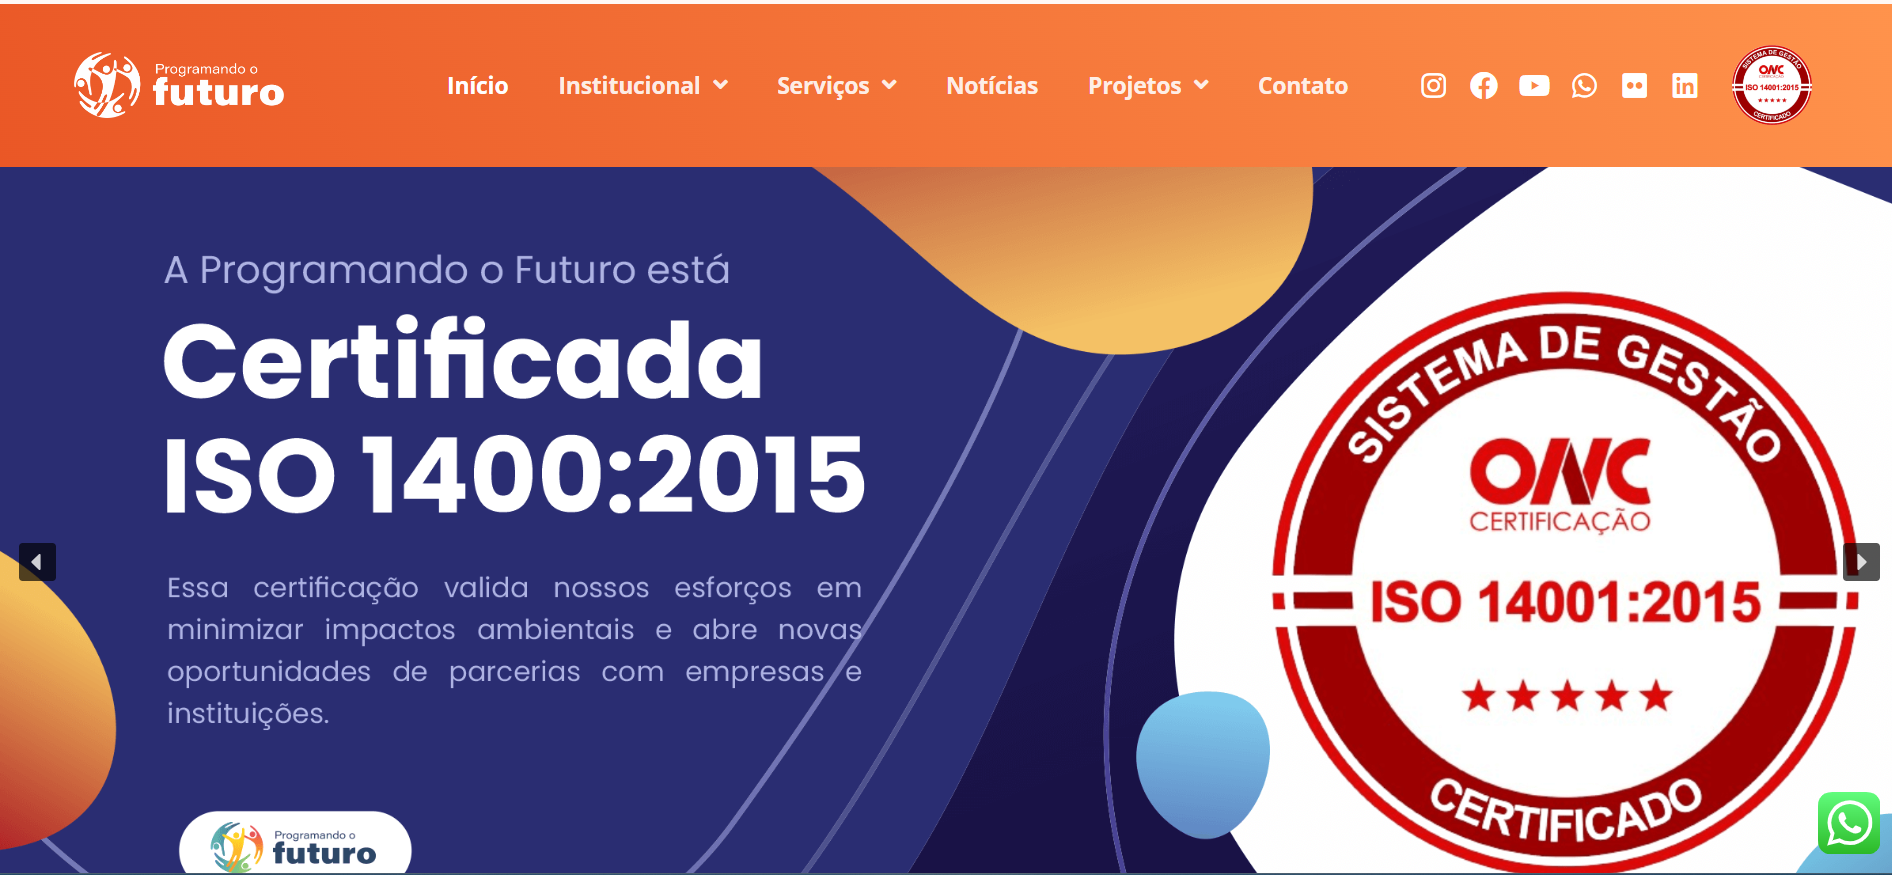 Programando o
futuro
Início
Institucional
Serviços
Notícias
Projetos
Contato
SISTEMA DE GESTÃO
ONC
CERTIFICAÇÃO
ISO 14001:2015
CERTIFICADO
A Programando o Futuro está
Certificada
ISO 1400:2015
Essa certificação valida nossos esforços em
minimizar impactos ambientais e abre novas
oportunidades de parcerias com empresas e
instituições.
Programando o
futuro
SISTEMA DE GESTÃO
ONC
CERTIFICAÇÃO
ISO 14001:2015
CERTIFICADO